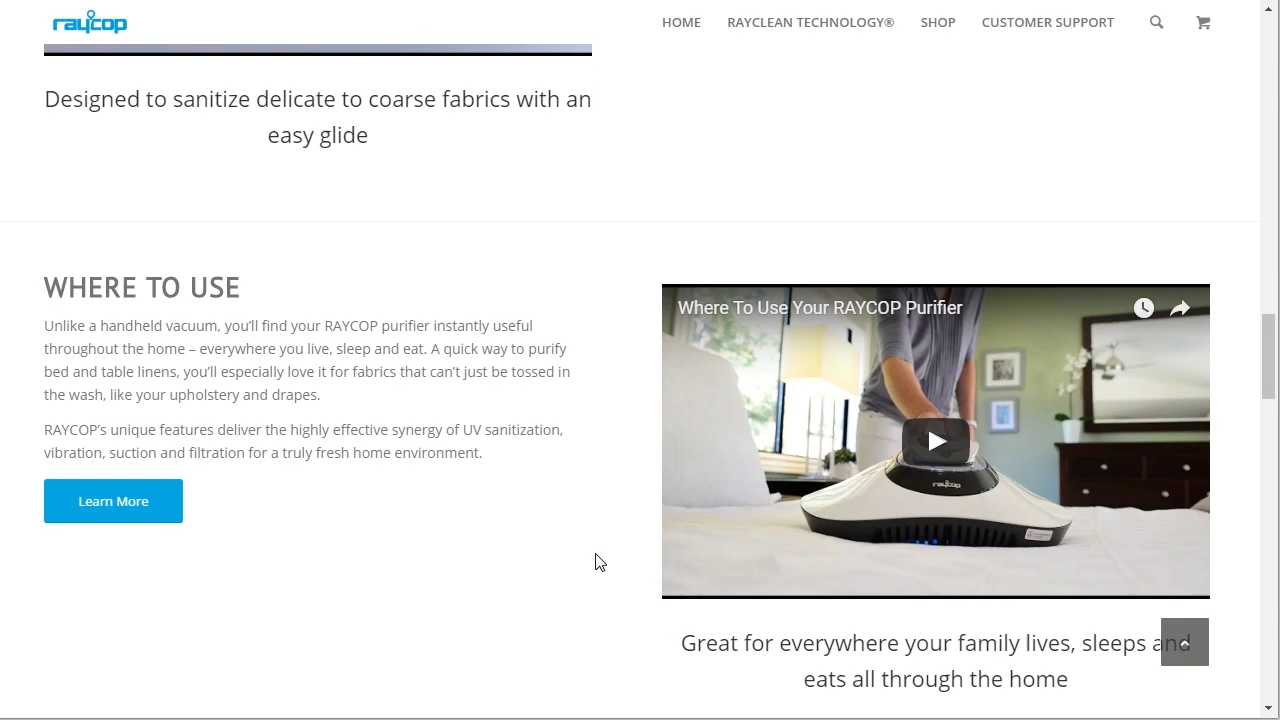 raycop
HOME RAYCLEAN TECHNOLOGY® SHOP CUSTOMER SUPPORT
Designed to sanitize delicate to coarse fabrics with an
easy glide
WHERE TO USE
Unlike a handheld vacuum, you'll find your RAYCOP purifier instantly useful
throughout the home – everywhere you live, sleep and eat. A quick way to purify
bed and table linens, you'll especially love it for fabrics that can't just be tossed in
the wash, like your upholstery and drapes.
RAYCOP's unique features deliver the highly effective synergy of UV sanitization,
vibration, suction and filtration for a truly fresh home environment.
Learn More
Where To Use Your RAYCOP Purifier
raycop
Great for everywhere your family lives, sleeps and
eats all through the home